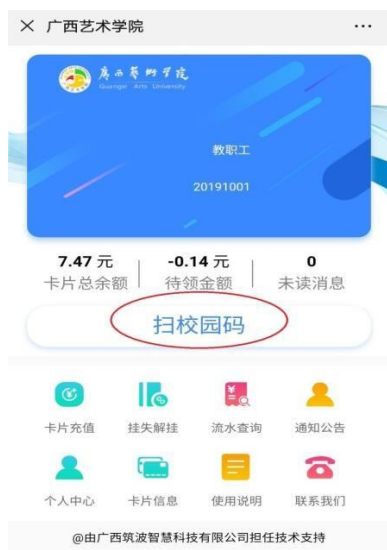 广西艺术学院
廣西藝術學院
Guangxi Arts University
教职工
20191001
7.47 元
-0.14 元
0
卡片总余额
待领金额
未读消息
扫校园码
卡片充值
挂失解挂
流水查询
通知公告
个人中心
卡片信息
使用说明
联系我们
@由广西筑波智慧科技有限公司担任技术支持